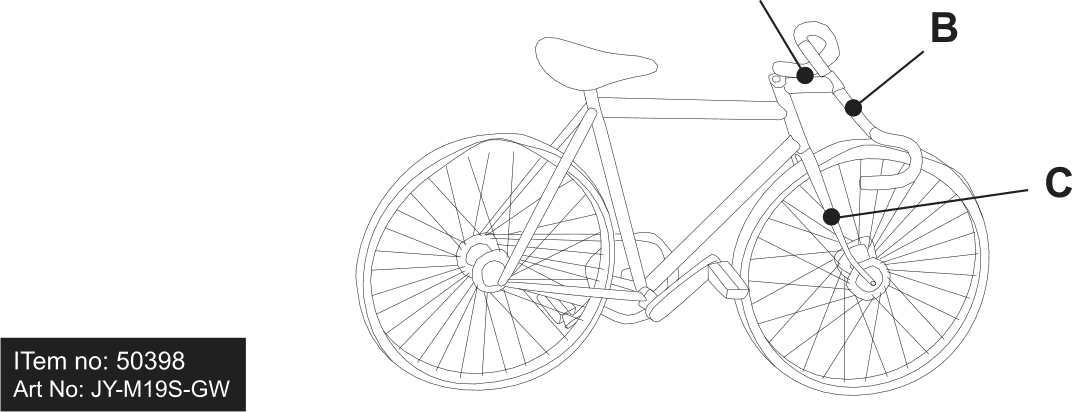 B
C
ITem no: 50398
Art No: JY-M19S-GW